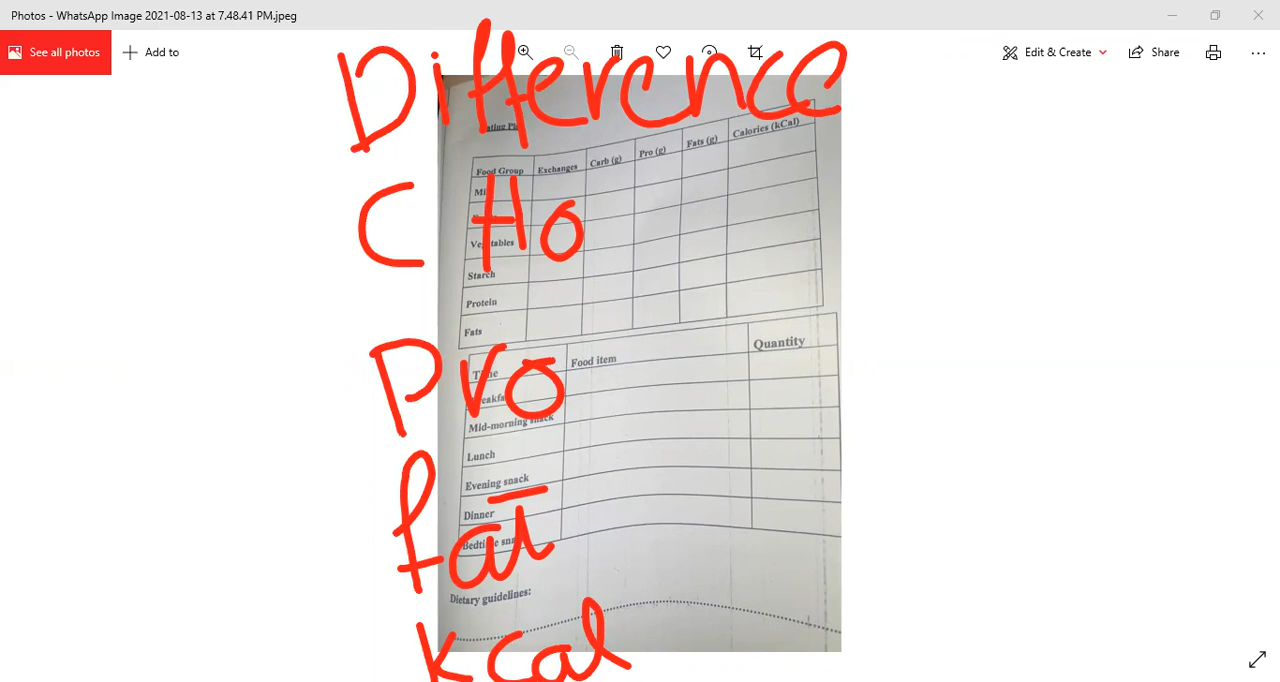 Photos - WhatsApp Image 2021-08-13 at 7.48.41 PM.jpeg
See all photos
Add to
Edit & Create
Share
Difference
CHO
Pro
fat
kcal
Food Group Exchanges Carb (g) Pro (g) Fats (g) Calories (kCal)
Starch
Protein
Fats
Food item Quantity
Mid-morning
Lunch
Evening snack
Dinner
Dietary guidelines: